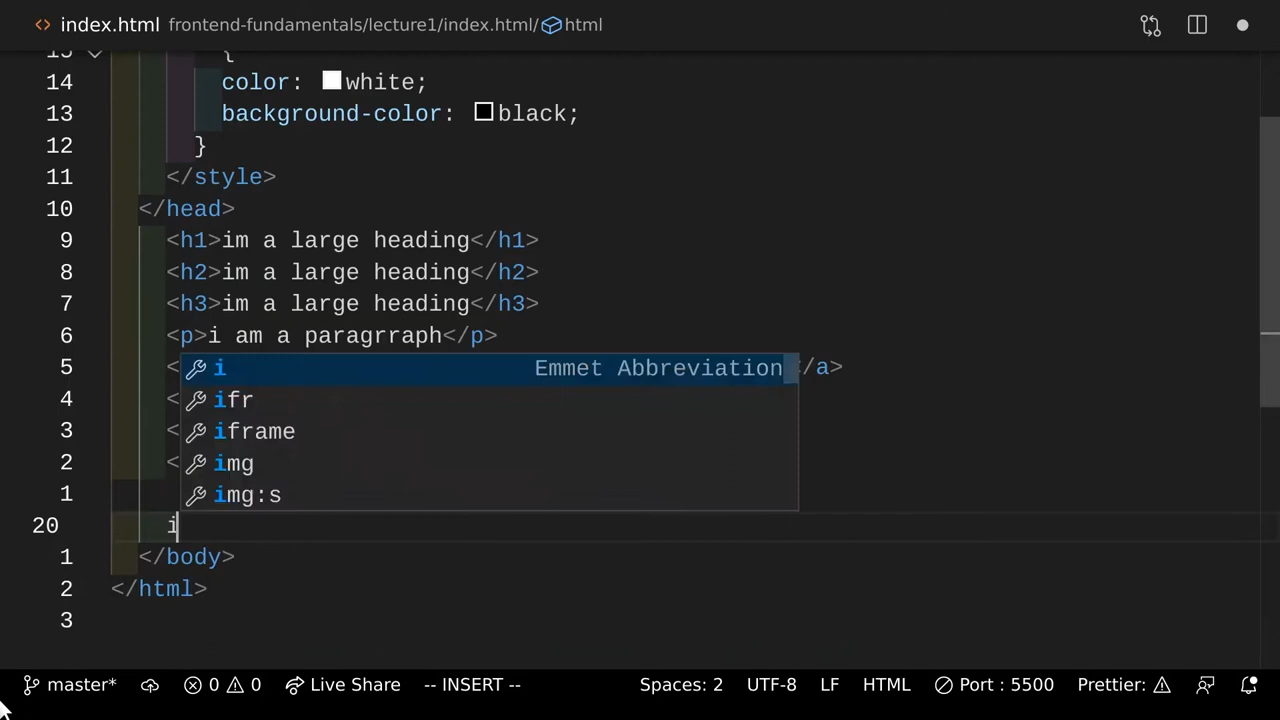 index.html frontend-fundamentals/lecture1/index.html/html
15 {
14 color: white;
13 background-color: black;
12 }
11 </style>
10 </head>
9 <h1>im a large heading</h1>
8 <h2>im a large heading</h2>
7 <h3>im a large heading</h3>
6 <p>i am a paragrraph</p>
5 < i Emmet Abbreviation </a>
4 < ifr
3 < iframe
2 < img
1 img:s
20 i
1 </body>
2 </html>
3
master* 0 0 Live Share -- INSERT -- Spaces: 2 UTF-8 LF HTML Port : 5500 Prettier: